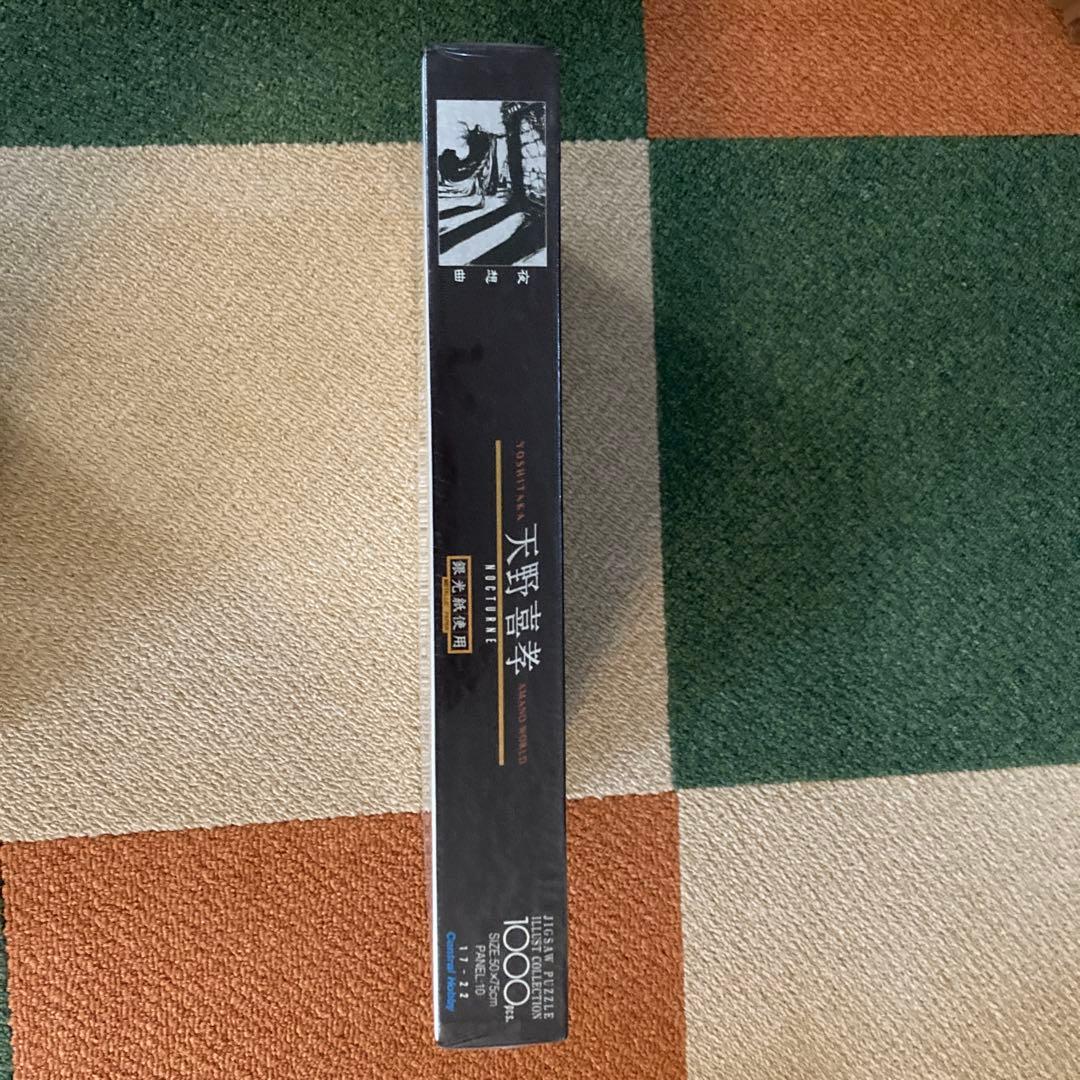 夜想曲
YOSHITAKA 天野喜孝 AMANO WORLD
NOCTURNE
銀光紙使用
JIGSAW PUZZLE
ILLUST COLLECTION
1000pcs.
SIZE:50×75cm
PANEL:10
17-22
Central Hobby